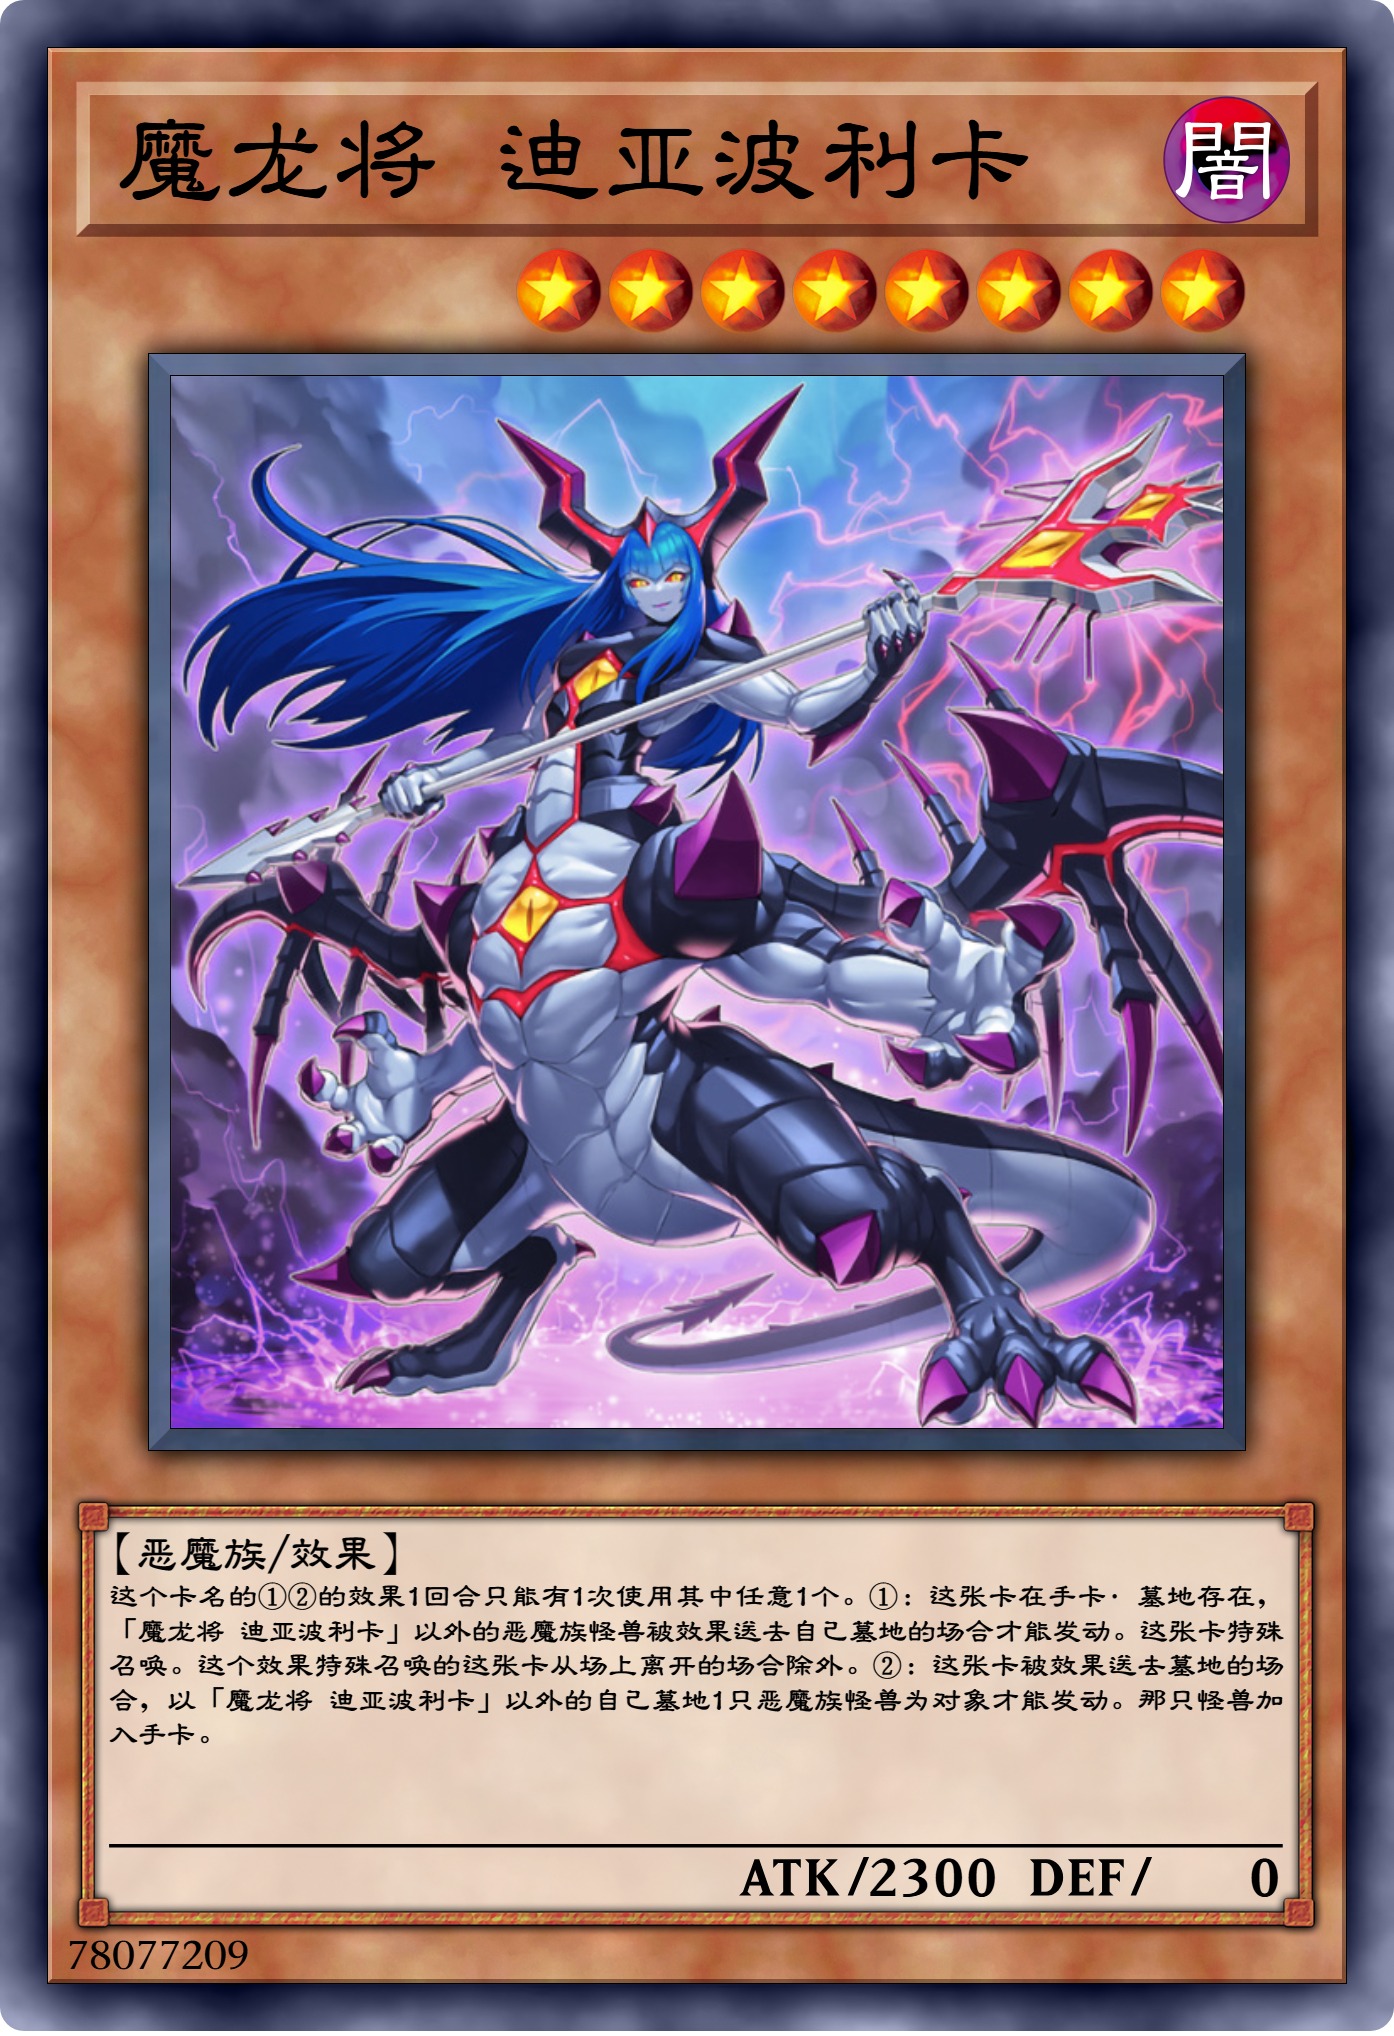 魔龙将 迪亚波利卡
闇
【恶魔族/效果】
这个卡名的①②的效果1回合只能有1次使用其中任意1个。①：这张卡在手卡·墓地存在，
「魔龙将 迪亚波利卡」以外的恶魔族怪兽被效果送去自己墓地的场合才能发动。这张卡特殊
召唤。这个效果特殊召唤的这张卡从场上离开的场合除外。②：这张卡被效果送去墓地的场
合，以「魔龙将 迪亚波利卡」以外的自己墓地1只恶魔族怪兽为对象才能发动。那只怪兽加
入手卡。
ATK/2300 DEF/ 0
78077209